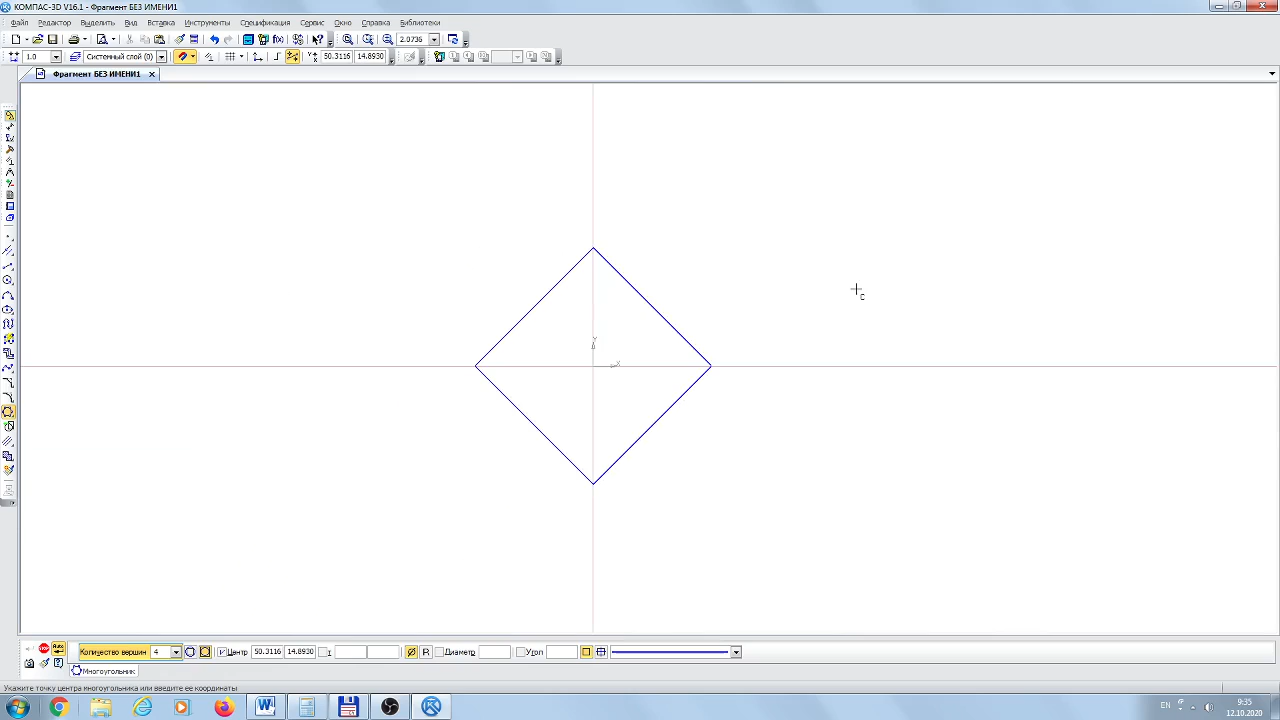 КОМПАС-3D V16.1 - Фрагмент БЕЗ ИМЕНИ1
Файл Редактор Выделить Вид Вставка Инструменты Спецификация Сервис Окно Справка Библиотеки
f(x) 2.0736
1.0 Системный слой (0) 50.3116 14.8930
Фрагмент БЕЗ ИМЕНИ1
Y
X
Количество вершин 4 Центр 50.3116 14.8930 R Диаметр Угол
Многоугольник
Укажите точку центра многоугольника или введите ее координаты
EN 9:35
12.10.2020